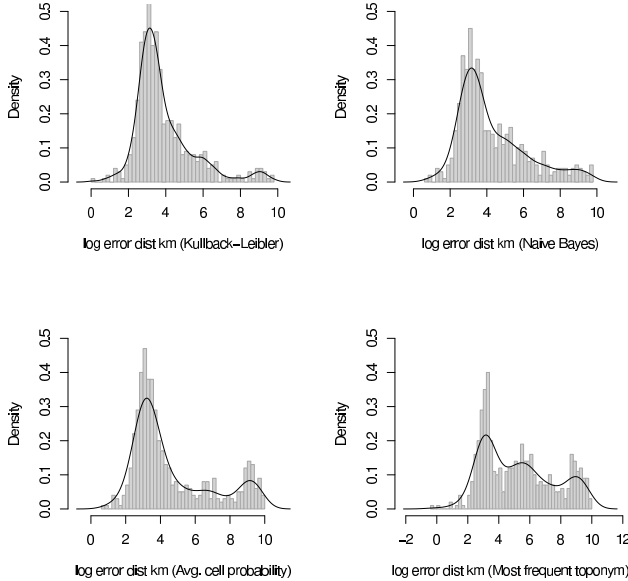 Density
0.0 0.1 0.2 0.3 0.4 0.5
0 2 4 6 8 10
log error dist km (Kullback-Leibler)
Density
0.0 0.1 0.2 0.3 0.4 0.5
0 2 4 6 8 10
log error dist km (Naive Bayes)
Density
0.0 0.1 0.2 0.3 0.4 0.5
0 2 4 6 8 10
log error dist km (Avg. cell probability)
Density
0.0 0.1 0.2 0.3 0.4 0.5
-2 0 2 4 6 8 10 12
log error dist km (Most frequent toponym)